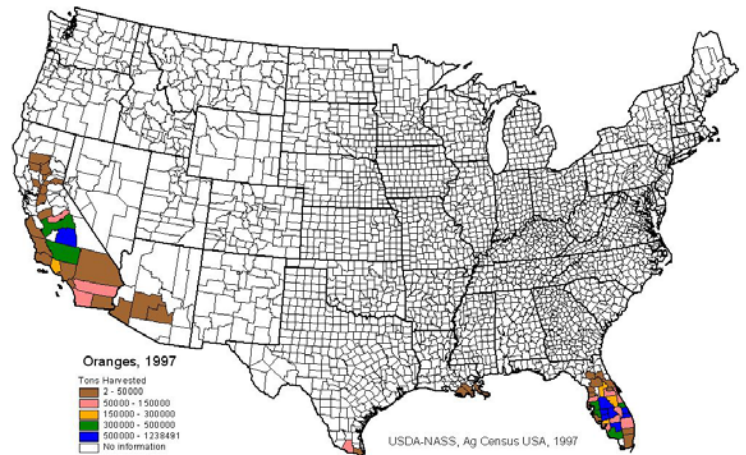 Oranges, 1997
Tons Harvested
2 - 50000
50000 - 150000
150000 - 300000
300000 - 500000
500000 - 1238491
No information
USDA-NASS, Ag Census USA, 1997